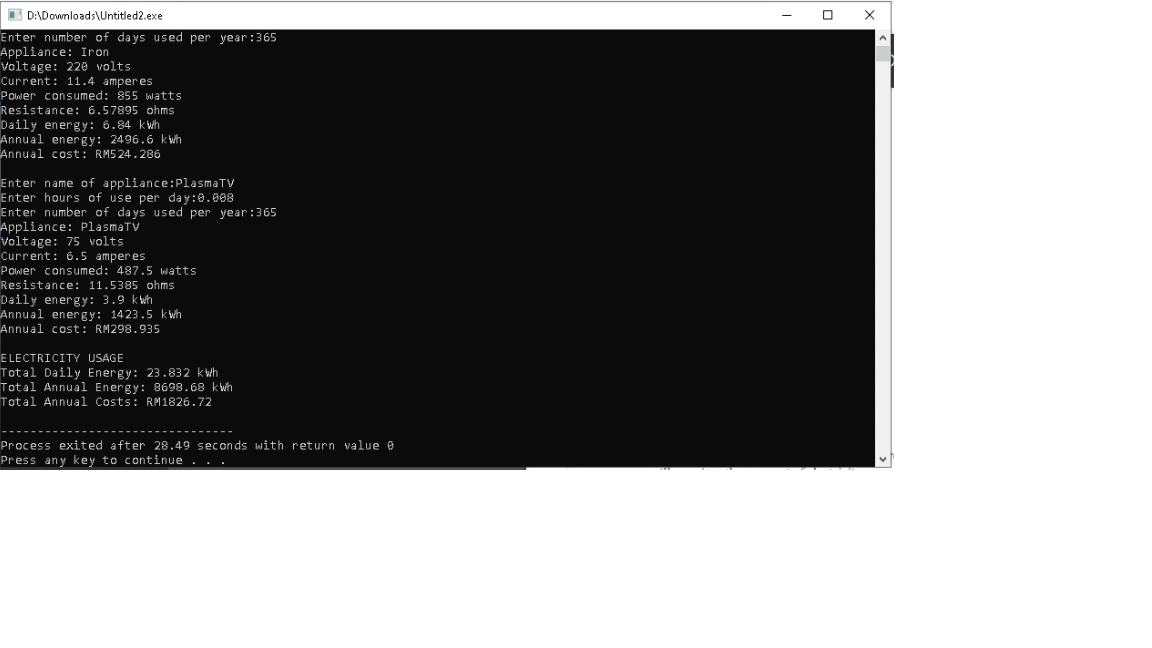 D:\Downloads\Untitled2.exe
Enter number of days used per year:365
Appliance: Iron
Voltage: 220 volts
Current: 11.4 amperes
Power consumed: 855 watts
Resistance: 6.57895 ohms
Daily energy: 6.84 kWh
Annual energy: 2496.6 kWh
Annual cost: RM524.286
Enter name of appliance:PlasmaTV
Enter hours of use per day:0.008
Enter number of days used per year:365
Appliance: PlasmaTV
Voltage: 75 volts
Current: 6.5 amperes
Power consumed: 487.5 watts
Resistance: 11.5385 ohms
Daily energy: 3.9 kWh
Annual energy: 1423.5 kWh
Annual cost: RM298.935
ELECTRICITY USAGE
Total Daily Energy: 23.832 kWh
Total Annual Energy: 8698.68 kWh
Total Annual Costs: RM1826.72
--------------------------------
Process exited after 28.49 seconds with return value 0
Press any key to continue . . .